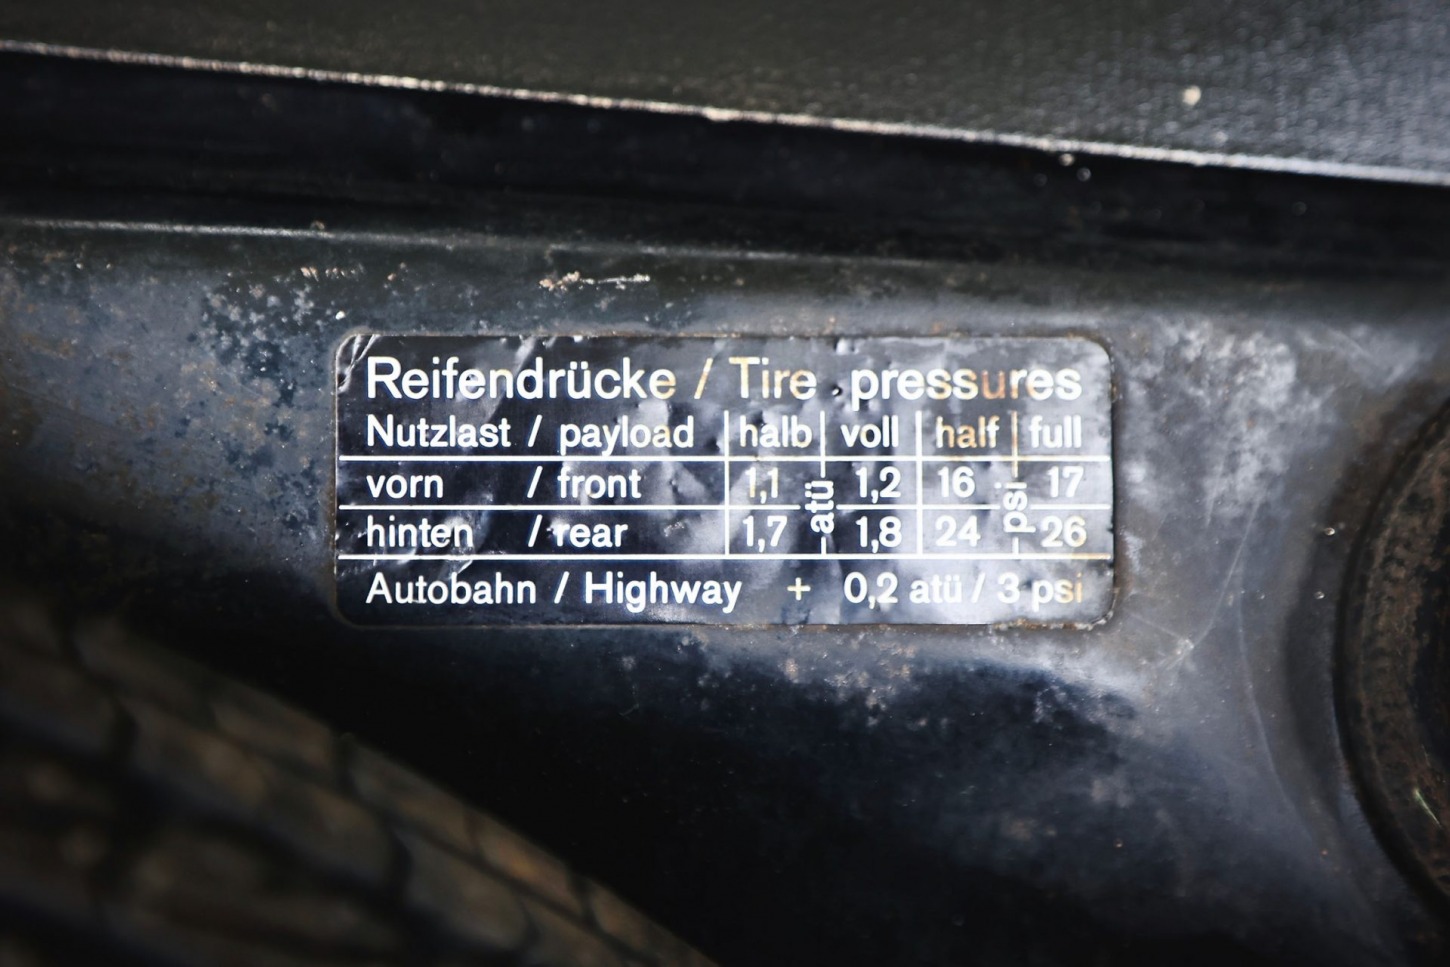 Reifendrücke / Tire pressures
Nutzlast / payload halb voll half full
vorn / front 1,1 atü 1,2 16 psi 17
hinten / rear 1,7 1,8 24 26
Autobahn / Highway + 0,2 atü / 3 psi